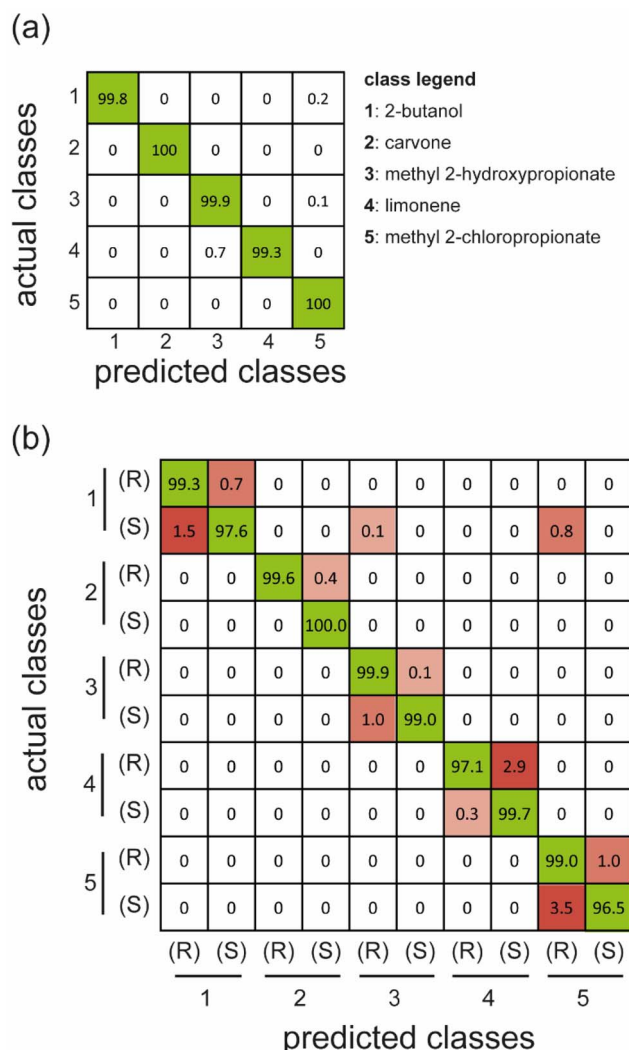 (a)
actual classes
1 99.8 0 0 0 0.2
2 0 100 0 0 0
3 0 0 99.9 0 0.1
4 0 0 0.7 99.3 0
5 0 0 0 0 100
1 2 3 4 5
predicted classes
class legend
1: 2-butanol
2: carvone
3: methyl 2-hydroxypropionate
4: limonene
5: methyl 2-chloropropionate
(b)
actual classes
1
(R) 99.3 0.7 0 0 0 0 0 0 0 0
(S) 1.5 97.6 0 0 0.1 0 0 0 0.8 0
2
(R) 0 0 99.6 0.4 0 0 0 0 0 0
(S) 0 0 0 100.0 0 0 0 0 0 0
3
(R) 0 0 0 0 99.9 0.1 0 0 0 0
(S) 0 0 0 0 1.0 99.0 0 0 0 0
4
(R) 0 0 0 0 0 0 97.1 2.9 0 0
(S) 0 0 0 0 0 0 0.3 99.7 0 0
5
(R) 0 0 0 0 0 0 0 0 99.0 1.0
(S) 0 0 0 0 0 0 0 0 3.5 96.5
(R) (S) (R) (S) (R) (S) (R) (S) (R) (S)
1 2 3 4 5
predicted classes